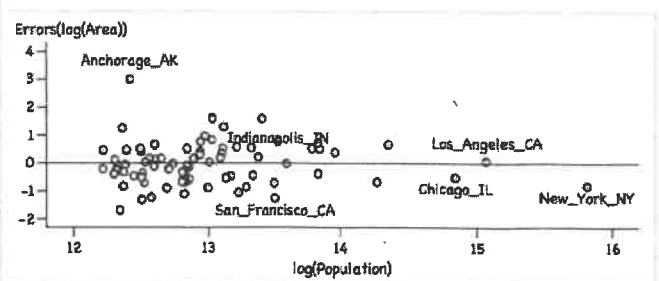 Errors(log(Area))
4
Anchorage_AK
3
2
1
Indianapolis_IN
Los_Angeles_CA
0
-1
Chicago_IL
New_York_NY
San_Francisco_CA
-2
12 13 14 15 16
log(Population)